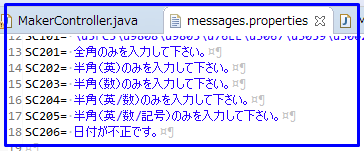 MakerController.java messages.properties
12 SC101=
13 SC201= 全角のみを入力して下さい。
14 SC202= 半角(英)のみを入力して下さい。
15 SC203= 半角(数)のみを入力して下さい。
16 SC204= 半角(英/数)のみを入力して下さい。
17 SC205= 半角(英/数/記号)のみを入力して下さい。
18 SC206= 日付が不正です。
19